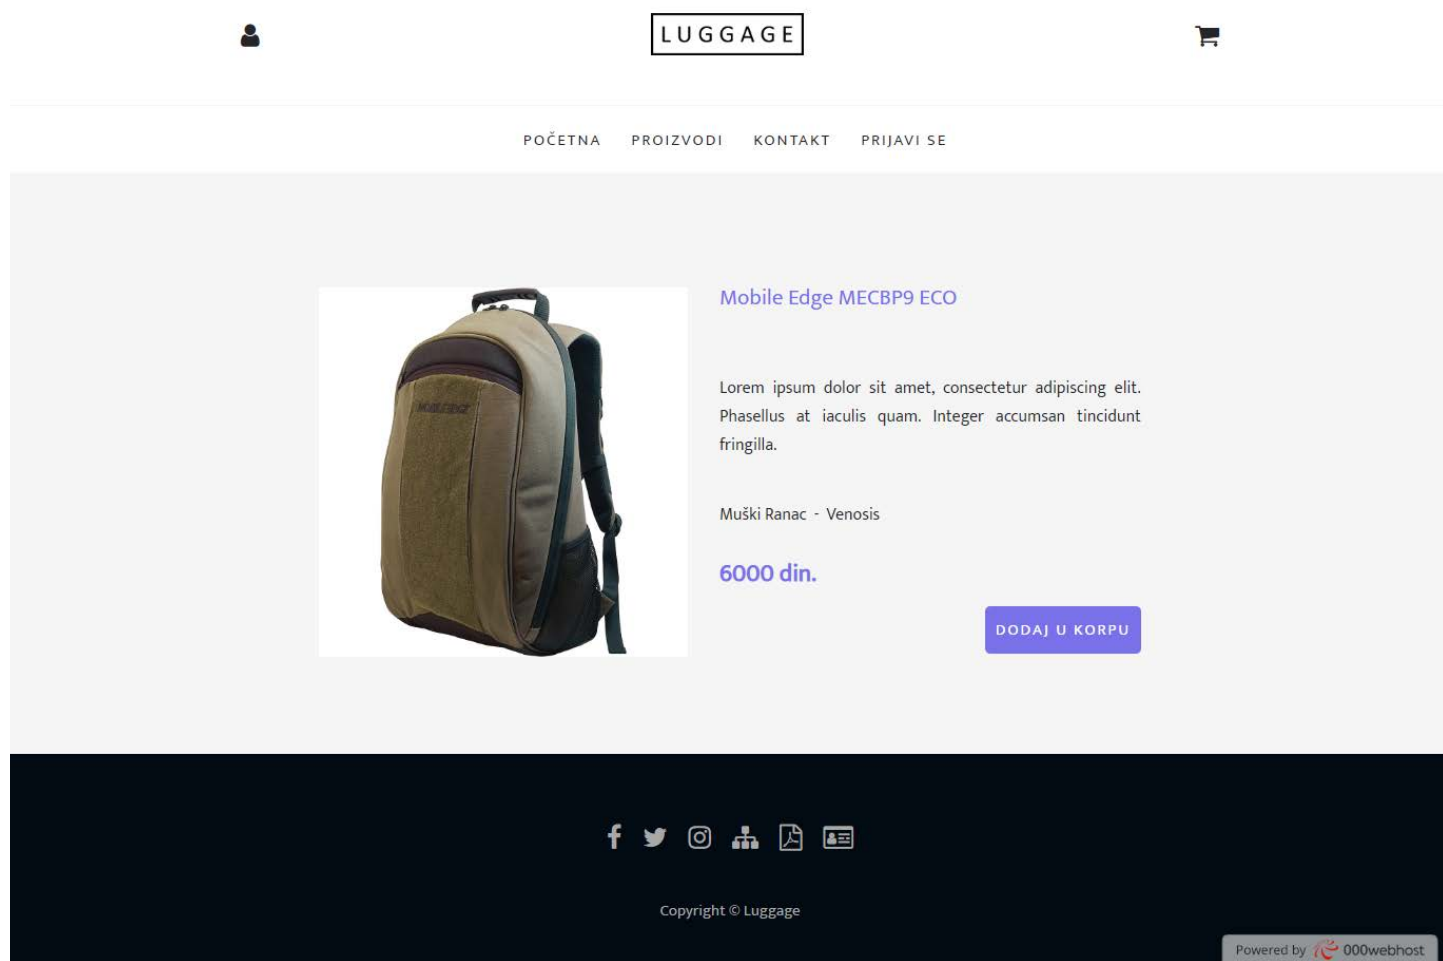 LUGGAGE
POČETNA PROIZVODI KONTAKT PRIJAVI SE
Mobile Edge MECBP9 ECO
Lorem ipsum dolor sit amet, consectetur adipiscing elit.
Phasellus at iaculis quam. Integer accumsan tincidunt
fringilla.
MOBILE EDGE
Muški Ranac - Venosis
6000 din.
DODAJ U KORPU
Copyright © Luggage
Powered by 000webhost